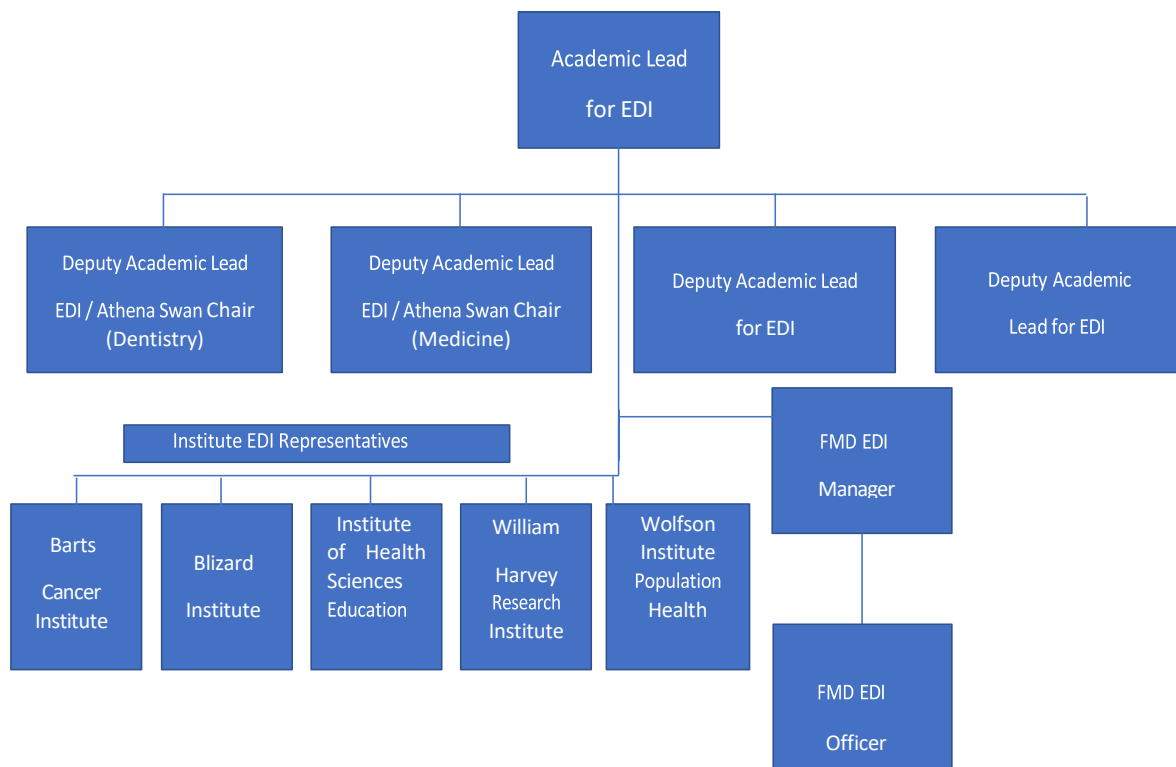 Academic Lead
for EDI
Deputy Academic Lead
EDI / Athena Swan Chair
(Dentistry)
Deputy Academic Lead
EDI / Athena Swan Chair
(Medicine)
Deputy Academic Lead
for EDI
Deputy Academic
Lead for EDI
Institute EDI Representatives
FMD EDI
Manager
Barts
Cancer
Institute
Blizard
Institute
Institute
of Health
Sciences
Education
William
Harvey
Research
Institute
Wolfson
Institute
Population
Health
FMD EDI
Officer